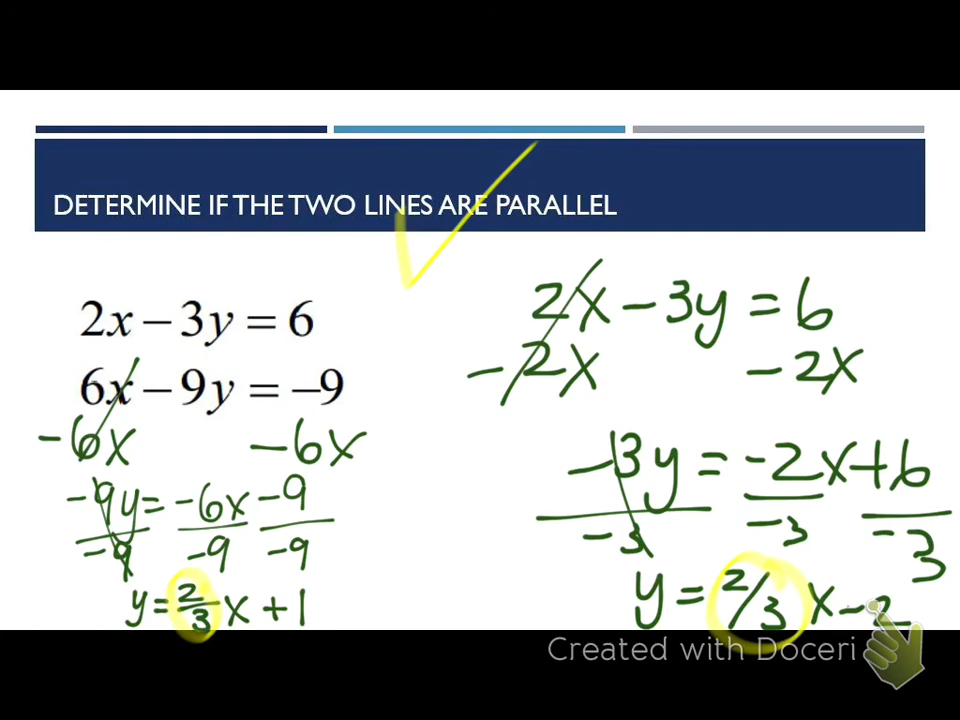 DETERMINE IF THE TWO LINES ARE PARALLEL
2x − 3y = 6
6x − 9y = −9
−6x −6x
−9y = −6x −9
−9 −9 −9
y = 2/3 x + 1
2x − 3y = 6
−2x −2x
−3y = −2x + 6
−3 −3 −3
y = 2/3 x − 2
Created with Doceri